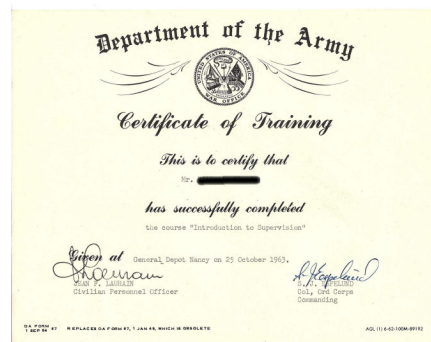 Department of the Army
UNITED STATES OF AMERICA
WAR OFFICE
Certificate of Training
This is to certify that
Mr.
has successfully completed
the course "Introduction to Supervision"
Given at General Depot Nancy on 25 October 1963.
JEAN F. LAURAIN
Civilian Personnel Officer
S. J. ESPELUND
Col, Ord Corps
Commanding
DA FORM 87 REPLACES DA FORM 87, 1 JAN 49, WHICH IS OBSOLETE
1 SEP 54
AGL (1) 6-62-100M-89192